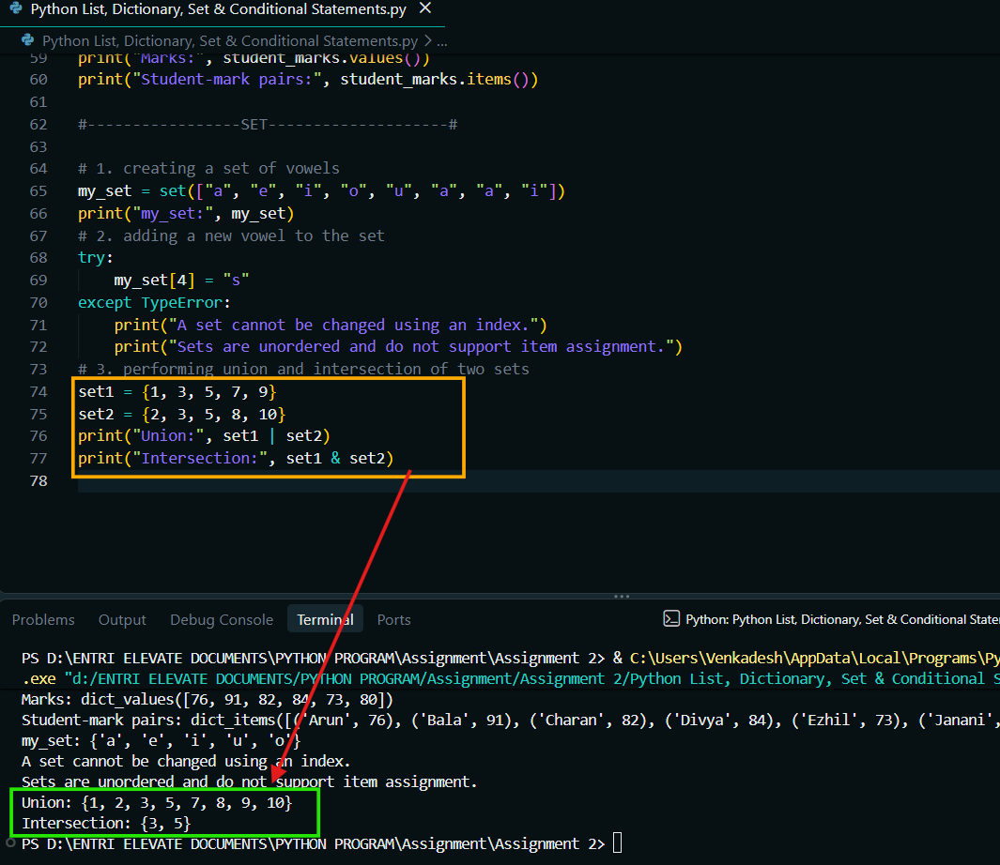 Python List, Dictionary, Set & Conditional Statements.py ×
Python List, Dictionary, Set & Conditional Statements.py > ...
59 print("Marks:", student_marks.values())
60 print("Student-mark pairs:", student_marks.items())
61
62 #-----------------SET--------------------#
63
64 # 1. creating a set of vowels
65 my_set = set(["a", "e", "i", "o", "u", "a", "a", "i"])
66 print("my_set:", my_set)
67 # 2. adding a new vowel to the set
68 try:
69     my_set[4] = "s"
70 except TypeError:
71     print("A set cannot be changed using an index.")
72     print("Sets are unordered and do not support item assignment.")
73 # 3. performing union and intersection of two sets
74 set1 = {1, 3, 5, 7, 9}
75 set2 = {2, 3, 5, 8, 10}
76 print("Union:", set1 | set2)
77 print("Intersection:", set1 & set2)
78
Problems Output Debug Console Terminal Ports Python: Python List, Dictionary, Set & Conditional State
PS D:\ENTRI ELEVATE DOCUMENTS\PYTHON PROGRAM\Assignment\Assignment 2> & C:\Users\Venkadesh\AppData\Local\Programs\Py
.exe "d:/ENTRI ELEVATE DOCUMENTS/PYTHON PROGRAM/Assignment/Assignment 2/Python List, Dictionary, Set & Conditional S
Marks: dict_values([76, 91, 82, 84, 73, 80])
Student-mark pairs: dict_items([('Arun', 76), ('Bala', 91), ('Charan', 82), ('Divya', 84), ('Ezhil', 73), ('Janani',
my_set: {'a', 'e', 'i', 'u', 'o'}
A set cannot be changed using an index.
Sets are unordered and do not support item assignment.
Union: {1, 2, 3, 5, 7, 8, 9, 10}
Intersection: {3, 5}
PS D:\ENTRI ELEVATE DOCUMENTS\PYTHON PROGRAM\Assignment\Assignment 2>